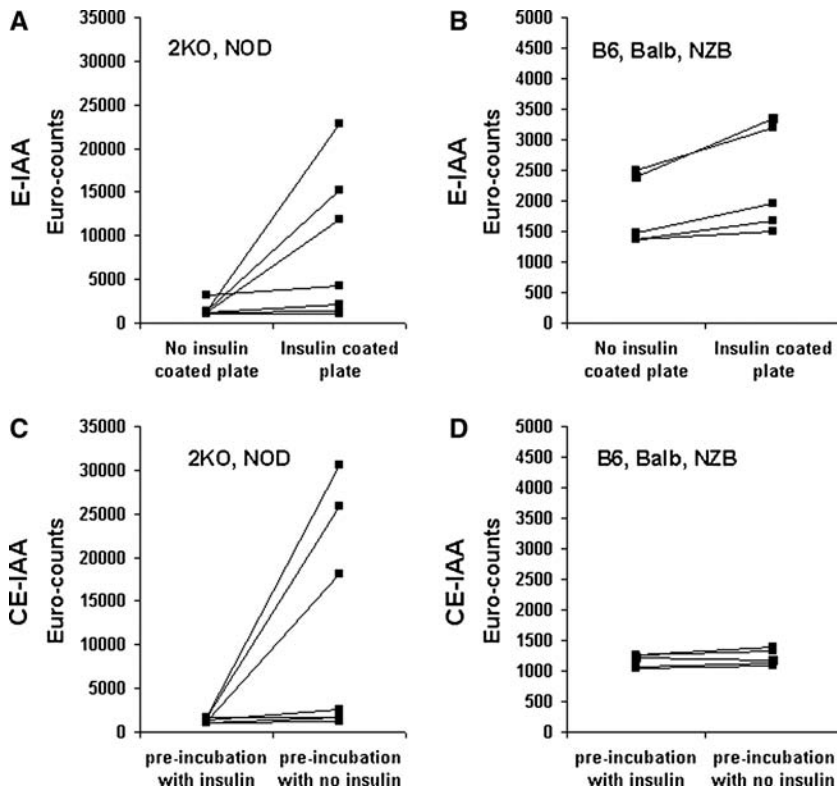 A
2KO, NOD
E-IAA
Euro-counts
35000
30000
25000
20000
15000
10000
5000
0
No insulin
coated plate
Insulin coated
plate
B
B6, Balb, NZB
E-IAA
Euro-counts
5000
4500
4000
3500
3000
2500
2000
1500
1000
500
0
No insulin
coated plate
Insulin coated
plate
C
2KO, NOD
CE-IAA
Euro-counts
35000
30000
25000
20000
15000
10000
5000
0
pre-incubation
with insulin
pre-incubation
with no insulin
D
B6, Balb, NZB
CE-IAA
Euro-counts
5000
4500
4000
3500
3000
2500
2000
1500
1000
500
0
pre-incubation
with insulin
pre-incubation
with no insulin